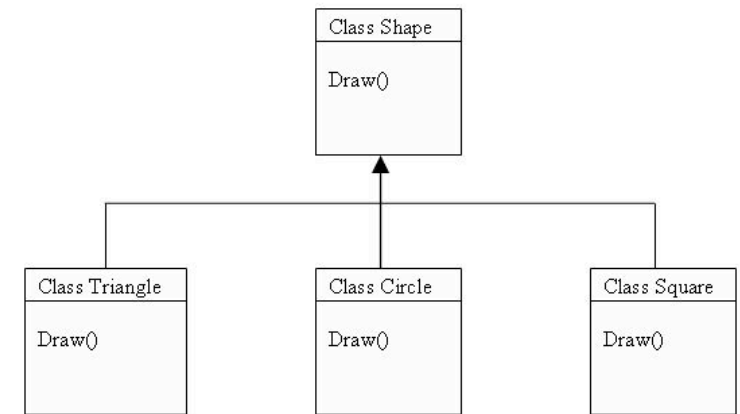 Class Shape
Draw()
Class Triangle
Class Circle
Class Square
Draw()
Draw()
Draw()